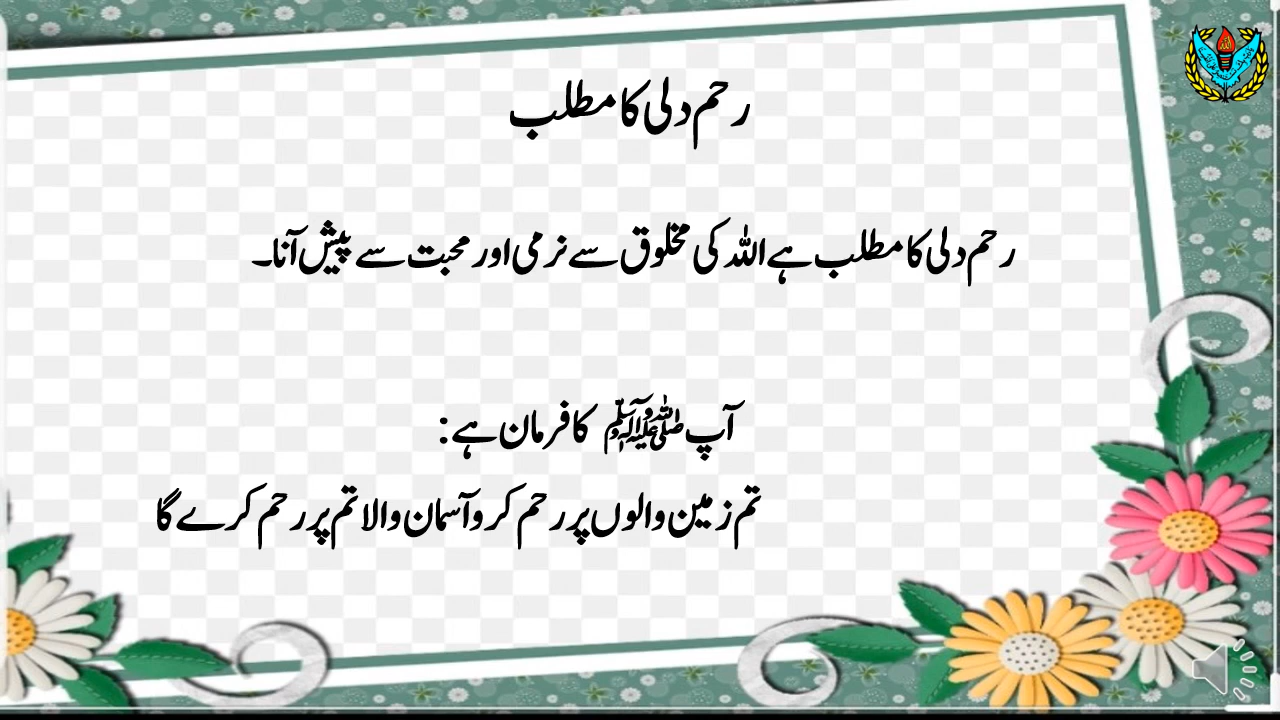 رحم دلی کا مطلب
رحم دلی کا مطلب ہے اللہ کی مخلوق سے نرمی اور محبت سے پیش آنا۔
آپ ﷺ کا فرمان ہے:
تم زمین والوں پر رحم کرو آسمان والا تم پر رحم کرے گا